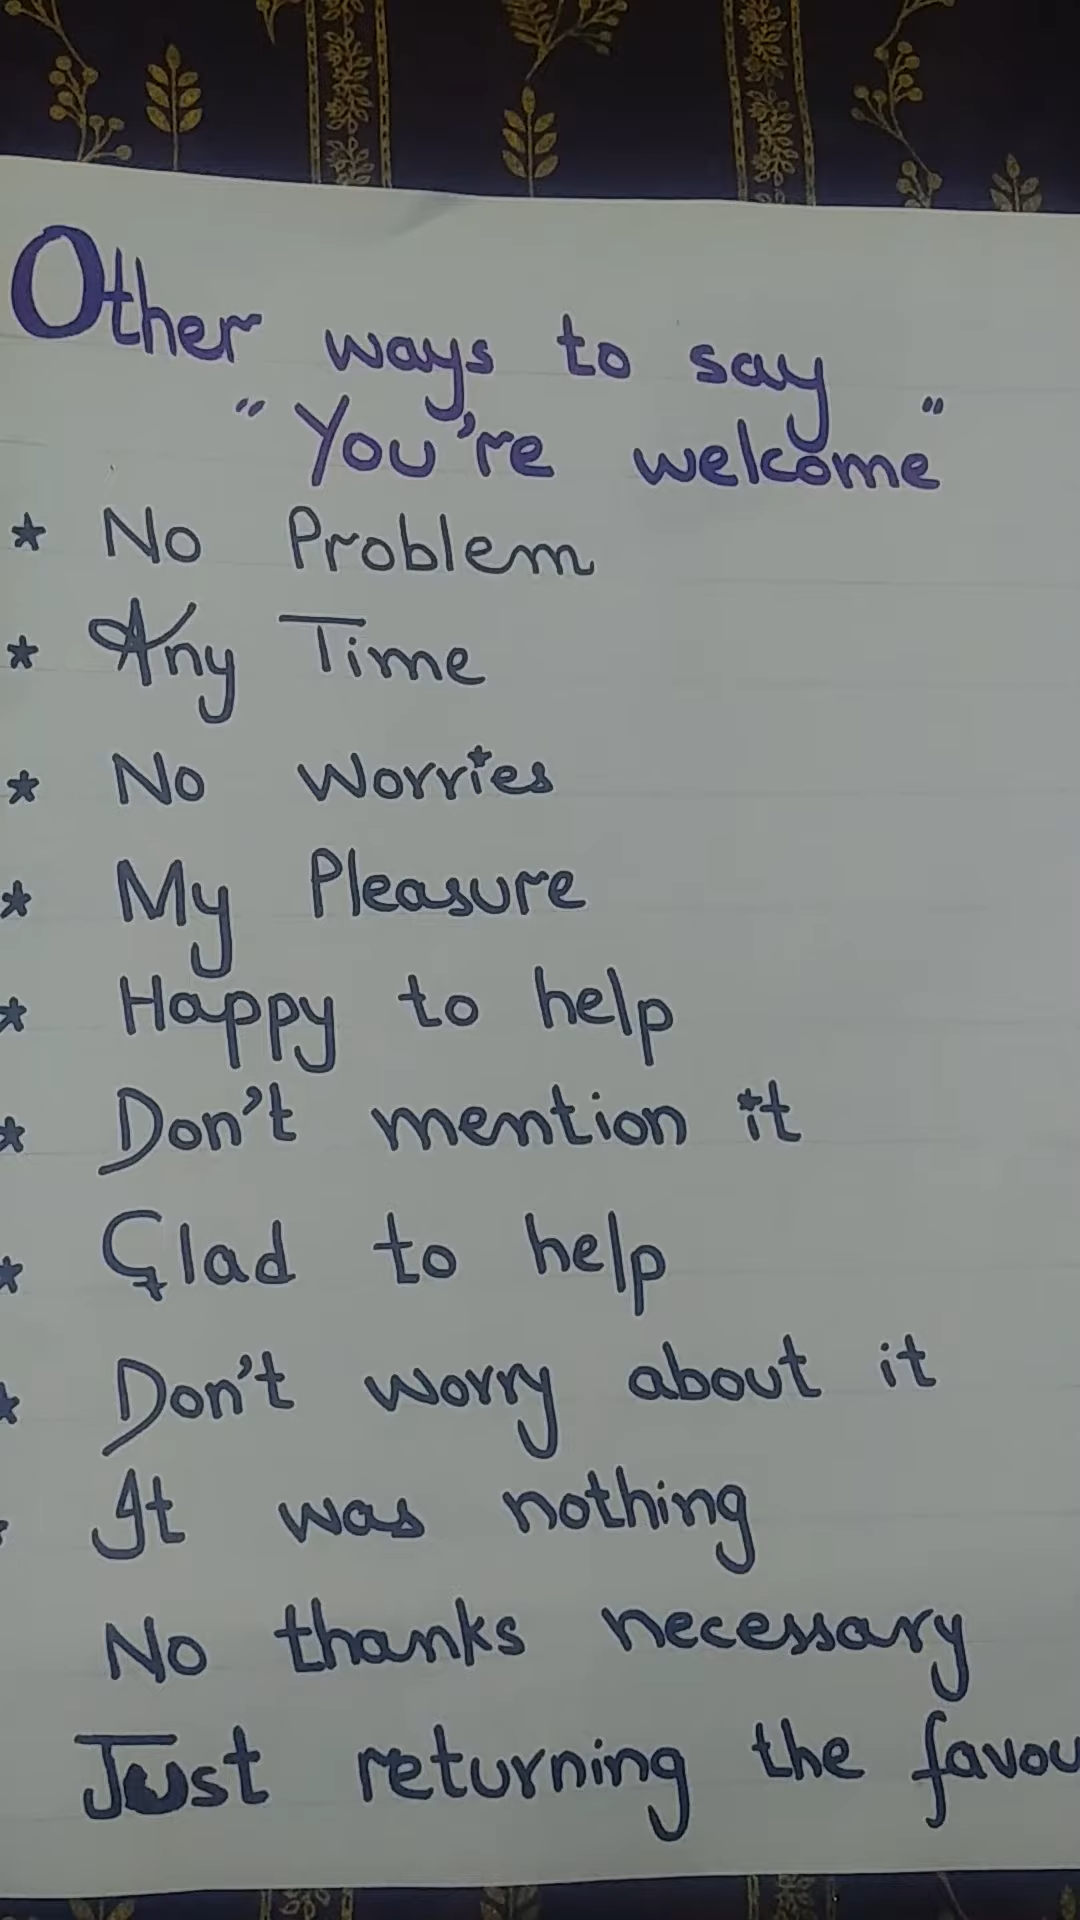 Other ways to say
"You're welcome"
* No Problem
* Any Time
* No Worries
* My Pleasure
* Happy to help
* Don't mention it
* Glad to help
* Don't worry about it
* It was nothing
No thanks necessary
Just returning the favou